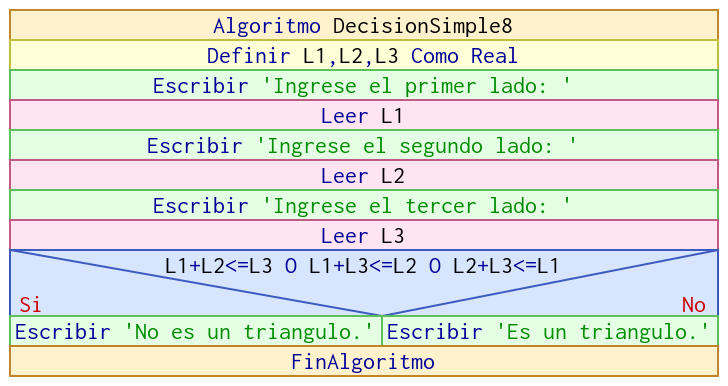 Algoritmo DecisionSimple8
Definir L1,L2,L3 Como Real
Escribir 'Ingrese el primer lado: '
Leer L1
Escribir 'Ingrese el segundo lado: '
Leer L2
Escribir 'Ingrese el tercer lado: '
Leer L3
L1+L2<=L3 O L1+L3<=L2 O L2+L3<=L1
Si No
Escribir 'No es un triangulo.' Escribir 'Es un triangulo.'
FinAlgoritmo